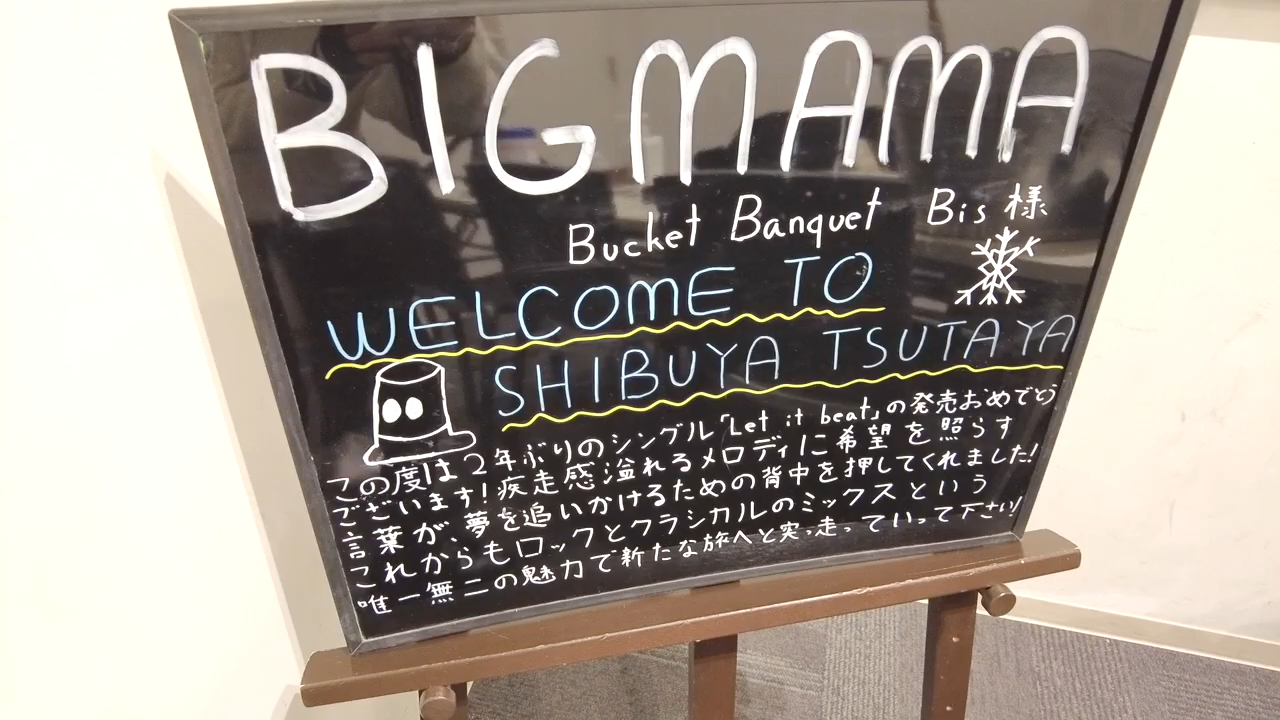 BIGMAMA
Bucket Banquet Bis様
WELCOME TO
SHIBUYA TSUTAYA
この度は2年ぶりのシングル「Let it beat」の発売おめでとう
ございます!疾走感溢れるメロディに希望を照らす
言葉が、夢を追いかけるための背中を押してくれました!
これからもロックとクラシカルのミックスという
唯一無二の魅力で新たな旅へと突っ走っていって下さい!